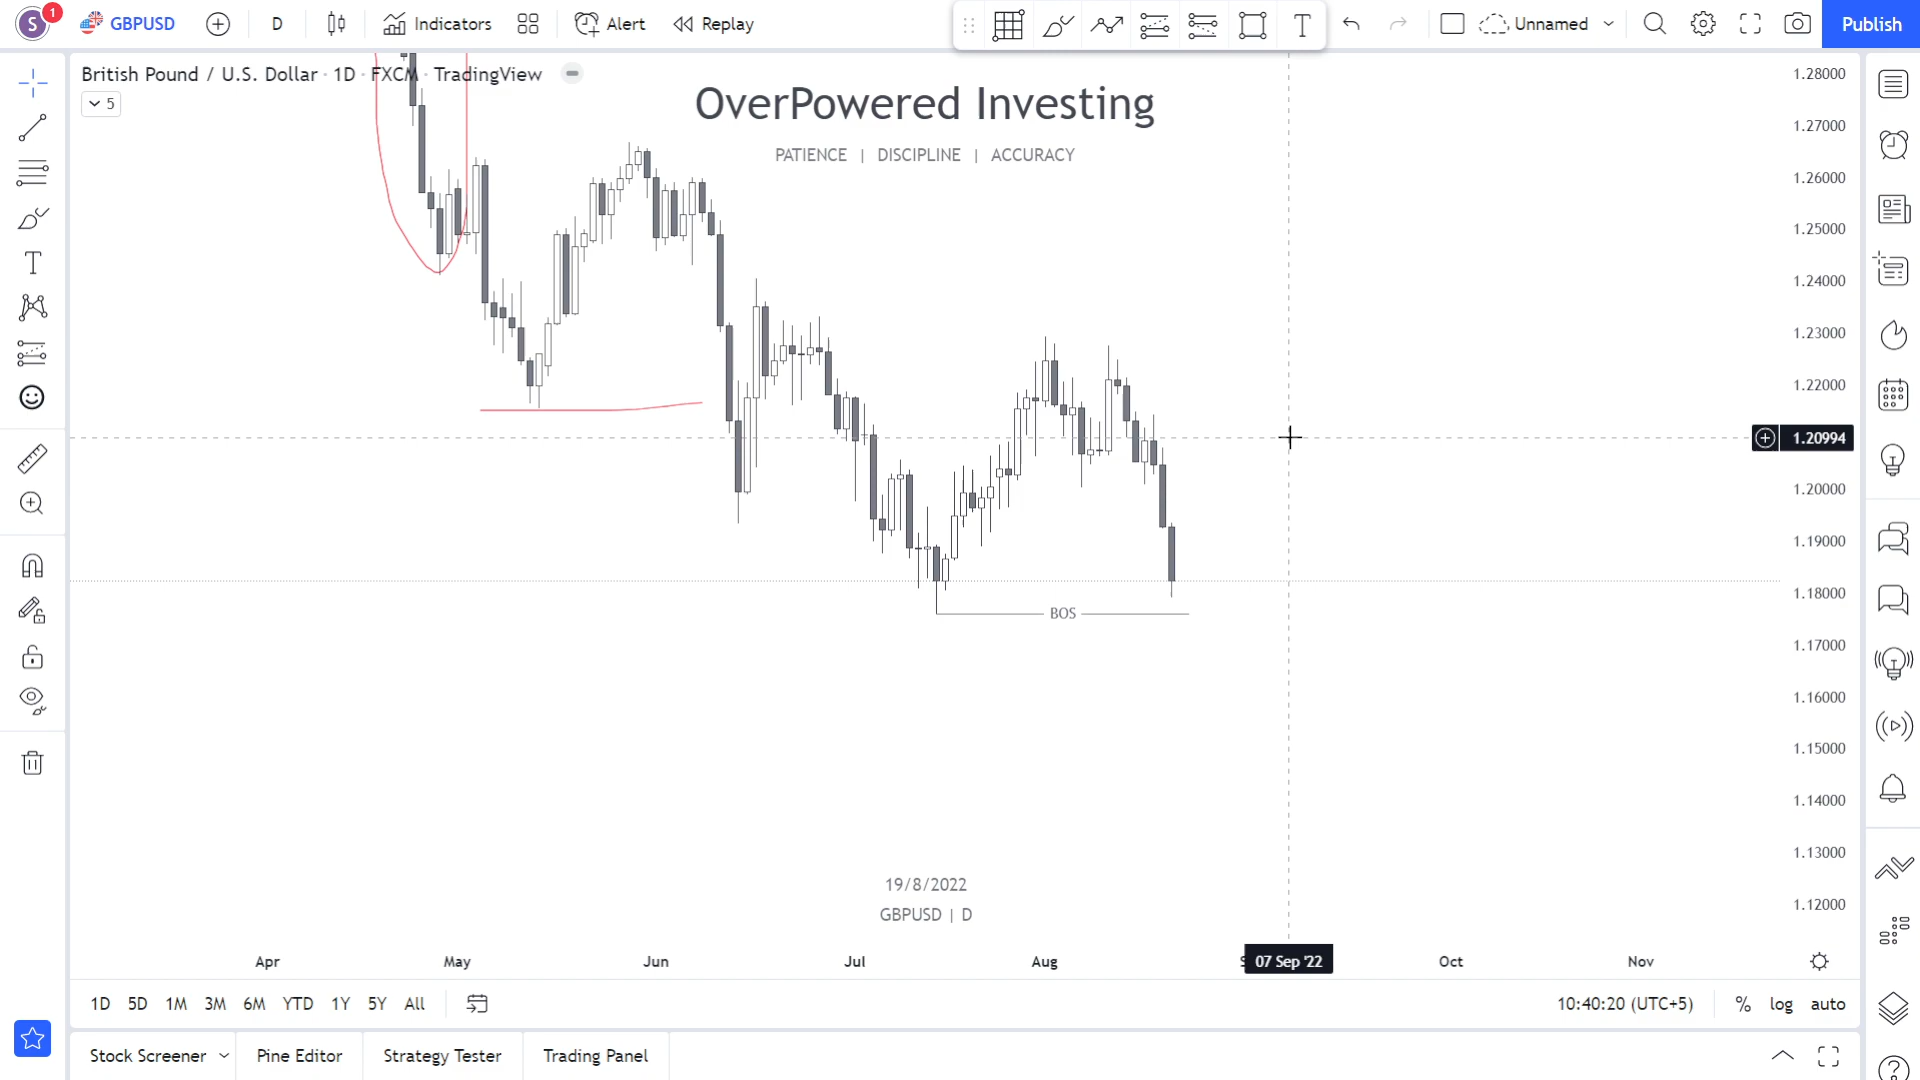 S 1 GBPUSD D Indicators Alert Replay T Unnamed Publish
British Pound / U.S. Dollar · 1D · FXCM · TradingView
5
OverPowered Investing
PATIENCE | DISCIPLINE | ACCURACY
1.28000
1.27000
1.26000
1.25000
1.24000
1.23000
1.22000
1.20994
1.20000
1.19000
1.18000
1.17000
1.16000
1.15000
1.14000
1.13000
1.12000
BOS
19/8/2022
GBPUSD | D
Apr May Jun Jul Aug 07 Sep '22 Oct Nov
1D 5D 1M 3M 6M YTD 1Y 5Y All 10:40:20 (UTC+5) % log auto
Stock Screener Pine Editor Strategy Tester Trading Panel